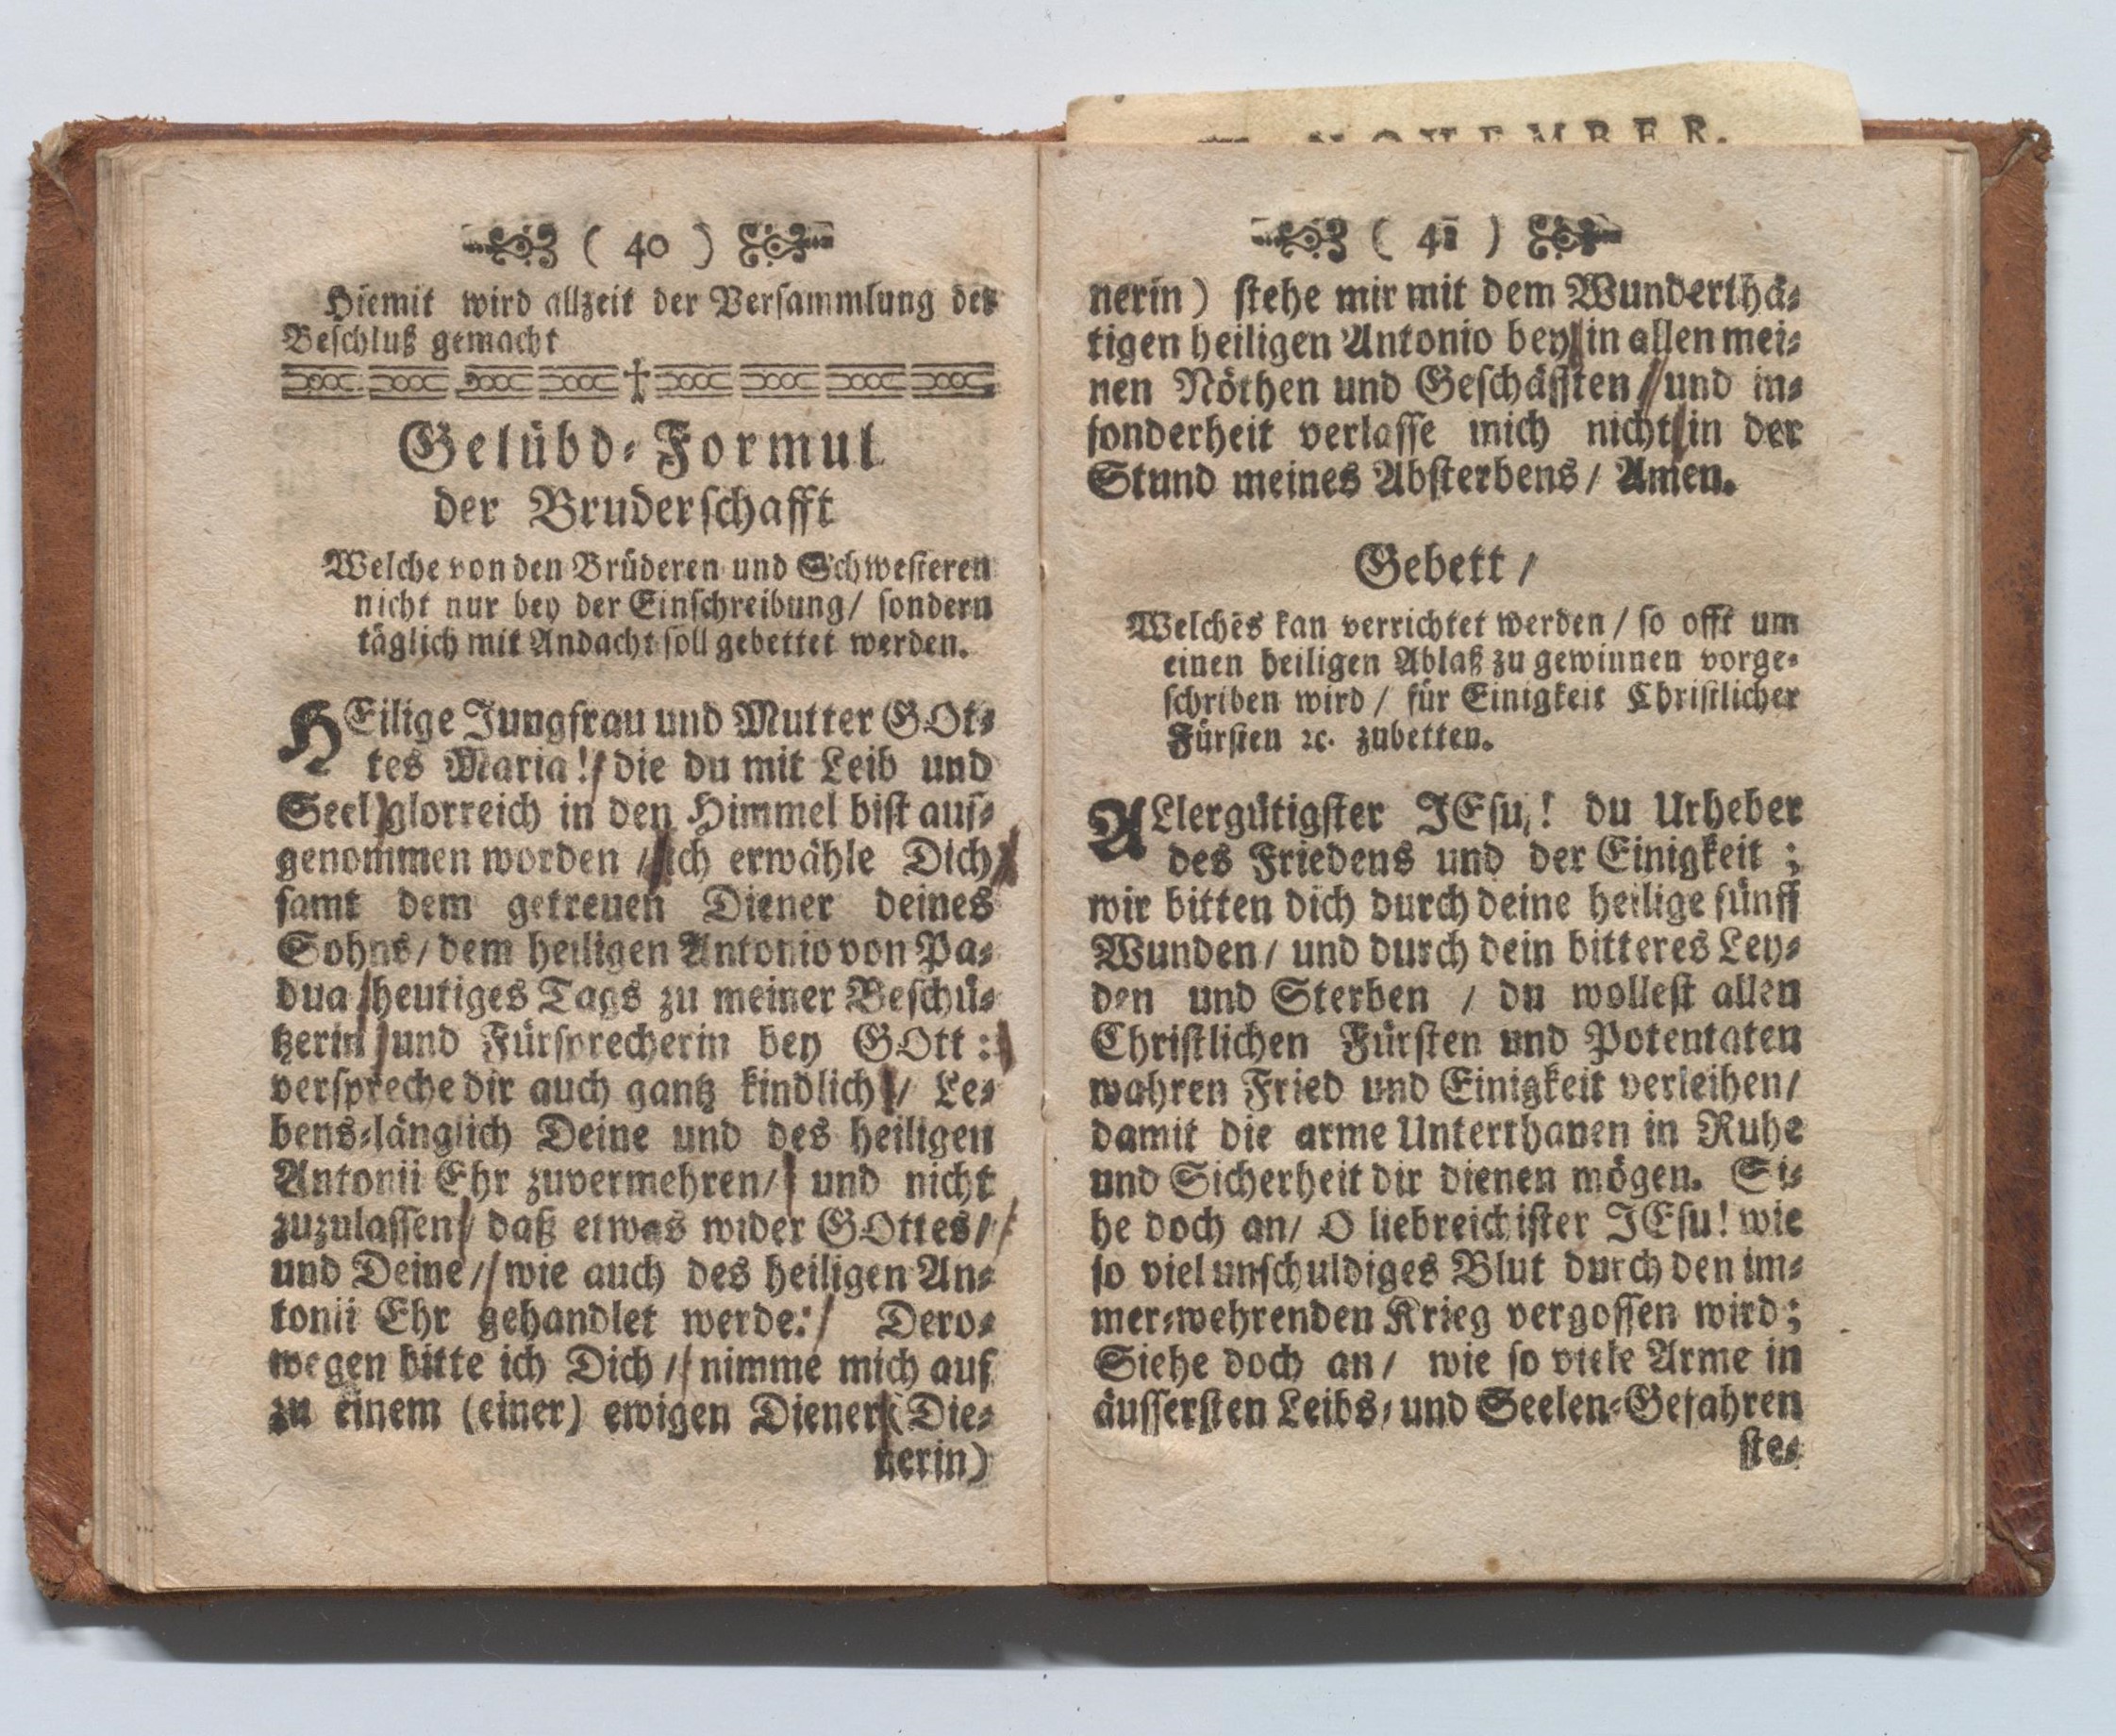 ( 40 )
Hiemit wird allzeit der Versammlung der
Beschluß gemacht
Gelübd-Formul
der Bruderschafft
Welche von den Brüderen und Schwesteren
nicht nur bey der Einschreibung/ sondern
täglich mit Andacht soll gebettet werden.
HEilige Jungfrau und Mutter GOt-
tes Maria!/ die du mit Leib und
Seel glorreich in den Himmel bist auf-
genommen worden / ich erwähle Dich/
samt dem getreuen Diener deines
Sohns/ dem heiligen Antonio von Pa-
dua/ heutiges Tags zu meiner Beschü-
tzerin/ und Fürsprecherin bey GOtt:
verspreche dir auch gantz kindlich / Le-
bens-länglich Deine und des heiligen
Antonii Ehr zuvermehren/ und nicht
zuzulassen/ daß etwas wider GOttes/
und Deine/ wie auch des heiligen An-
tonii Ehr gehandlet werde: Dero-
wegen bitte ich Dich / nimme mich auf
zu einem (einer) ewigen Diener (Die-
nerin)
( 41 )
nerin) stehe mir mit dem Wunderthä-
tigen heiligen Antonio bey/ in allen mei-
nen Nöthen und Geschäfften/ und in-
sonderheit verlasse mich nicht/ in der
Stund meines Absterbens/ Amen.
Gebett /
Welches kan verrichtet werden / so offt um
einen heiligen Ablaß zu gewinnen vorge-
schriben wird / für Einigkeit Christlicher
Fürsten ꝛc. zubetten.
ALlergütigster JEsu! du Urheber
des Friedens und der Einigkeit ;
wir bitten dich durch deine heilige fünff
Wunden/ und durch dein bitteres Ley-
den und Sterben / du wollest allen
Christlichen Fürsten und Potentaten
wahren Fried und Einigkeit verleihen/
damit die arme Unterthanen in Ruhe
und Sicherheit dir dienen mögen. Si-
he doch an/ O liebreichister JEsu! wie
so viel unschuldiges Blut durch den im-
mer-wehrenden Krieg vergossen wird;
Siehe doch an/ wie so viele Arme in
äussersten Leibs- und Seelen-Gefahren
ste-
NOVEMBER.